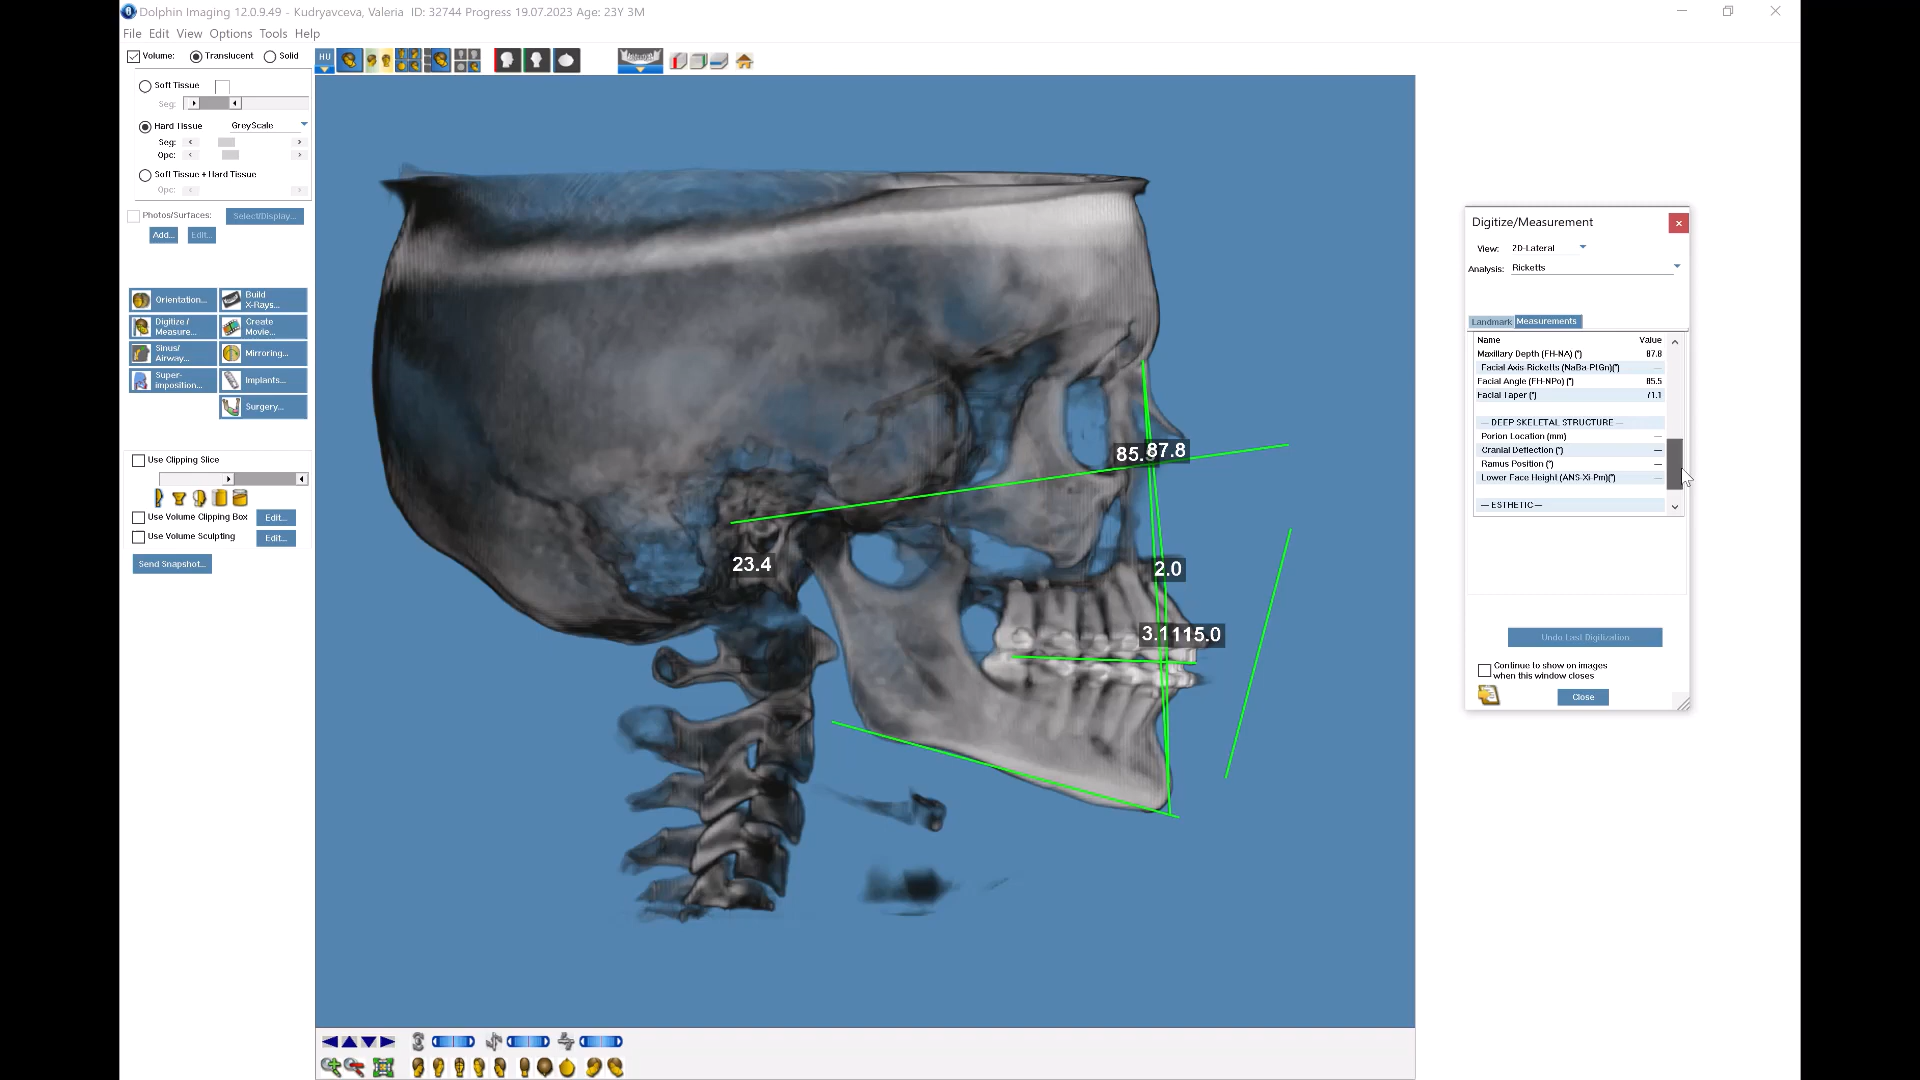 Dolphin Imaging 12.0.9.49 - Kudryavceva, Valeria ID: 32744 Progress 19.07.2023 Age: 23Y 3M
File Edit View Options Tools Help
Volume: Translucent Solid
HU
Soft Tissue
Seg:
Hard Tissue GreyScale
Seg:
Opc:
Soft Tissue + Hard Tissue
Opc:
Photos/Surfaces: Select/Display...
Add... Edit...
Orientation... Build X-Rays...
Digitize / Measure... Create Movie...
Sinus/ Airway... Mirroring...
Super-imposition... Implants...
Surgery...
Use Clipping Slice
Use Volume Clipping Box Edit...
Use Volume Sculpting Edit...
Send Snapshot...
85. 87.8
23.4
2.0
3.1 115.0
Digitize/Measurement
View: 2D-Lateral
Analysis: Ricketts
Landmark Measurements
Name Value
Maxillary Depth (FH-NA) (°) 87.8
Facial Axis-Ricketts (NaBa-PtGn)(°) —
Facial Angle (FH-NPo) (°) 85.5
Facial Taper (°) 71.1
— DEEP SKELETAL STRUCTURE —
Porion Location (mm) —
Cranial Deflection (°) —
Ramus Position (°) —
Lower Face Height (ANS-Xi-Pm)(°) —
— ESTHETIC —
Undo Last Digitization
Continue to show on images
when this window closes
Close